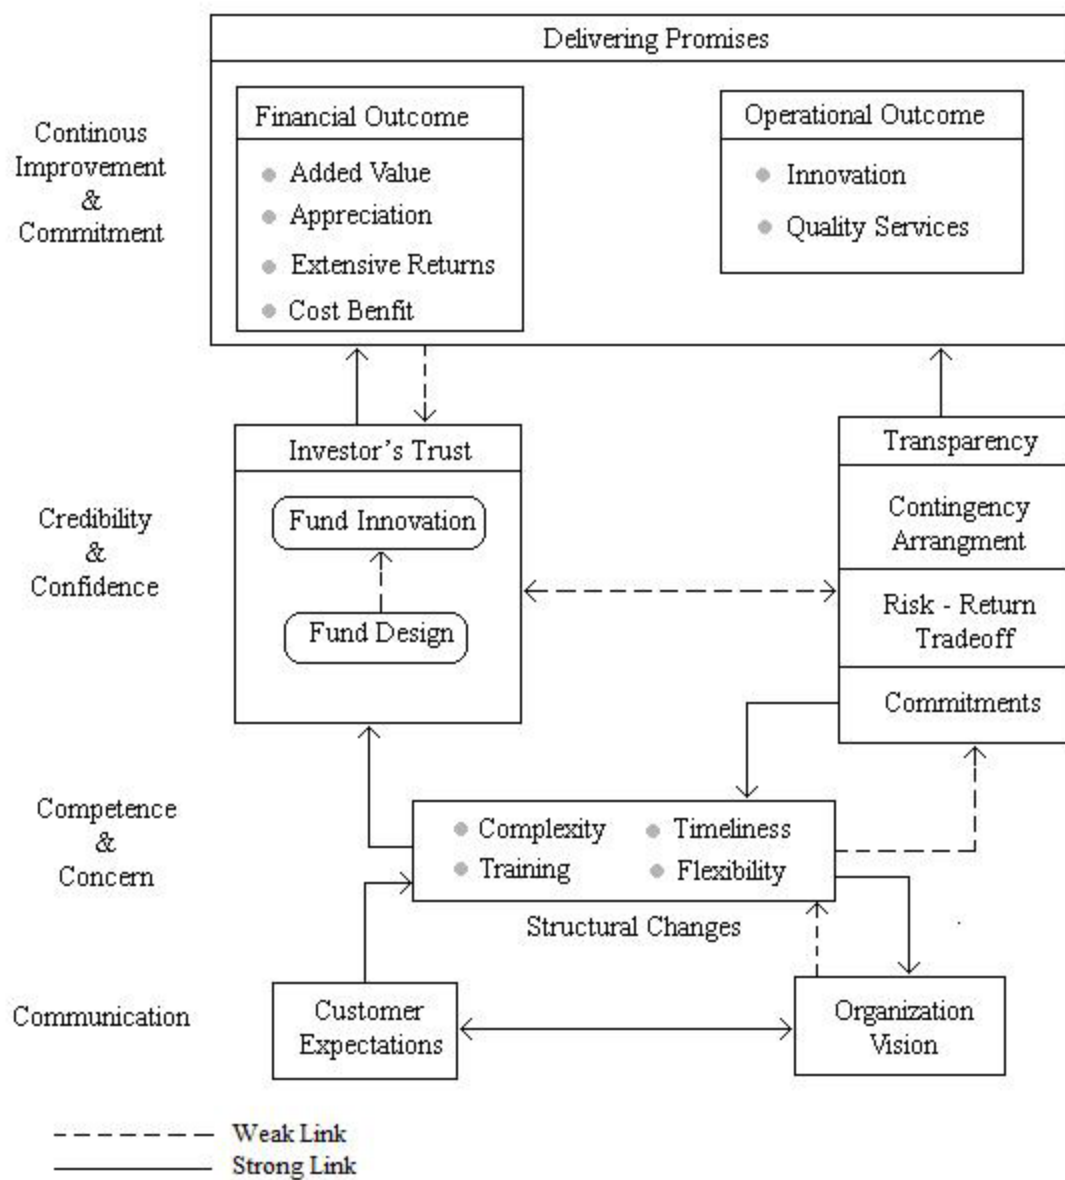 Delivering Promises
Continous
Improvement
&
Commitment
Financial Outcome
Added Value
Appreciation
Extensive Returns
Cost Benfit
Operational Outcome
Innovation
Quality Services
Credibility
&
Confidence
Investor's Trust
Fund Innovation
Fund Design
Transparency
Contingency
Arrangment
Risk - Return
Tradeoff
Commitments
Competence
&
Concern
Complexity
Timeliness
Training
Flexibility
Structural Changes
Communication
Customer
Expectations
Organization
Vision
Weak Link
Strong Link